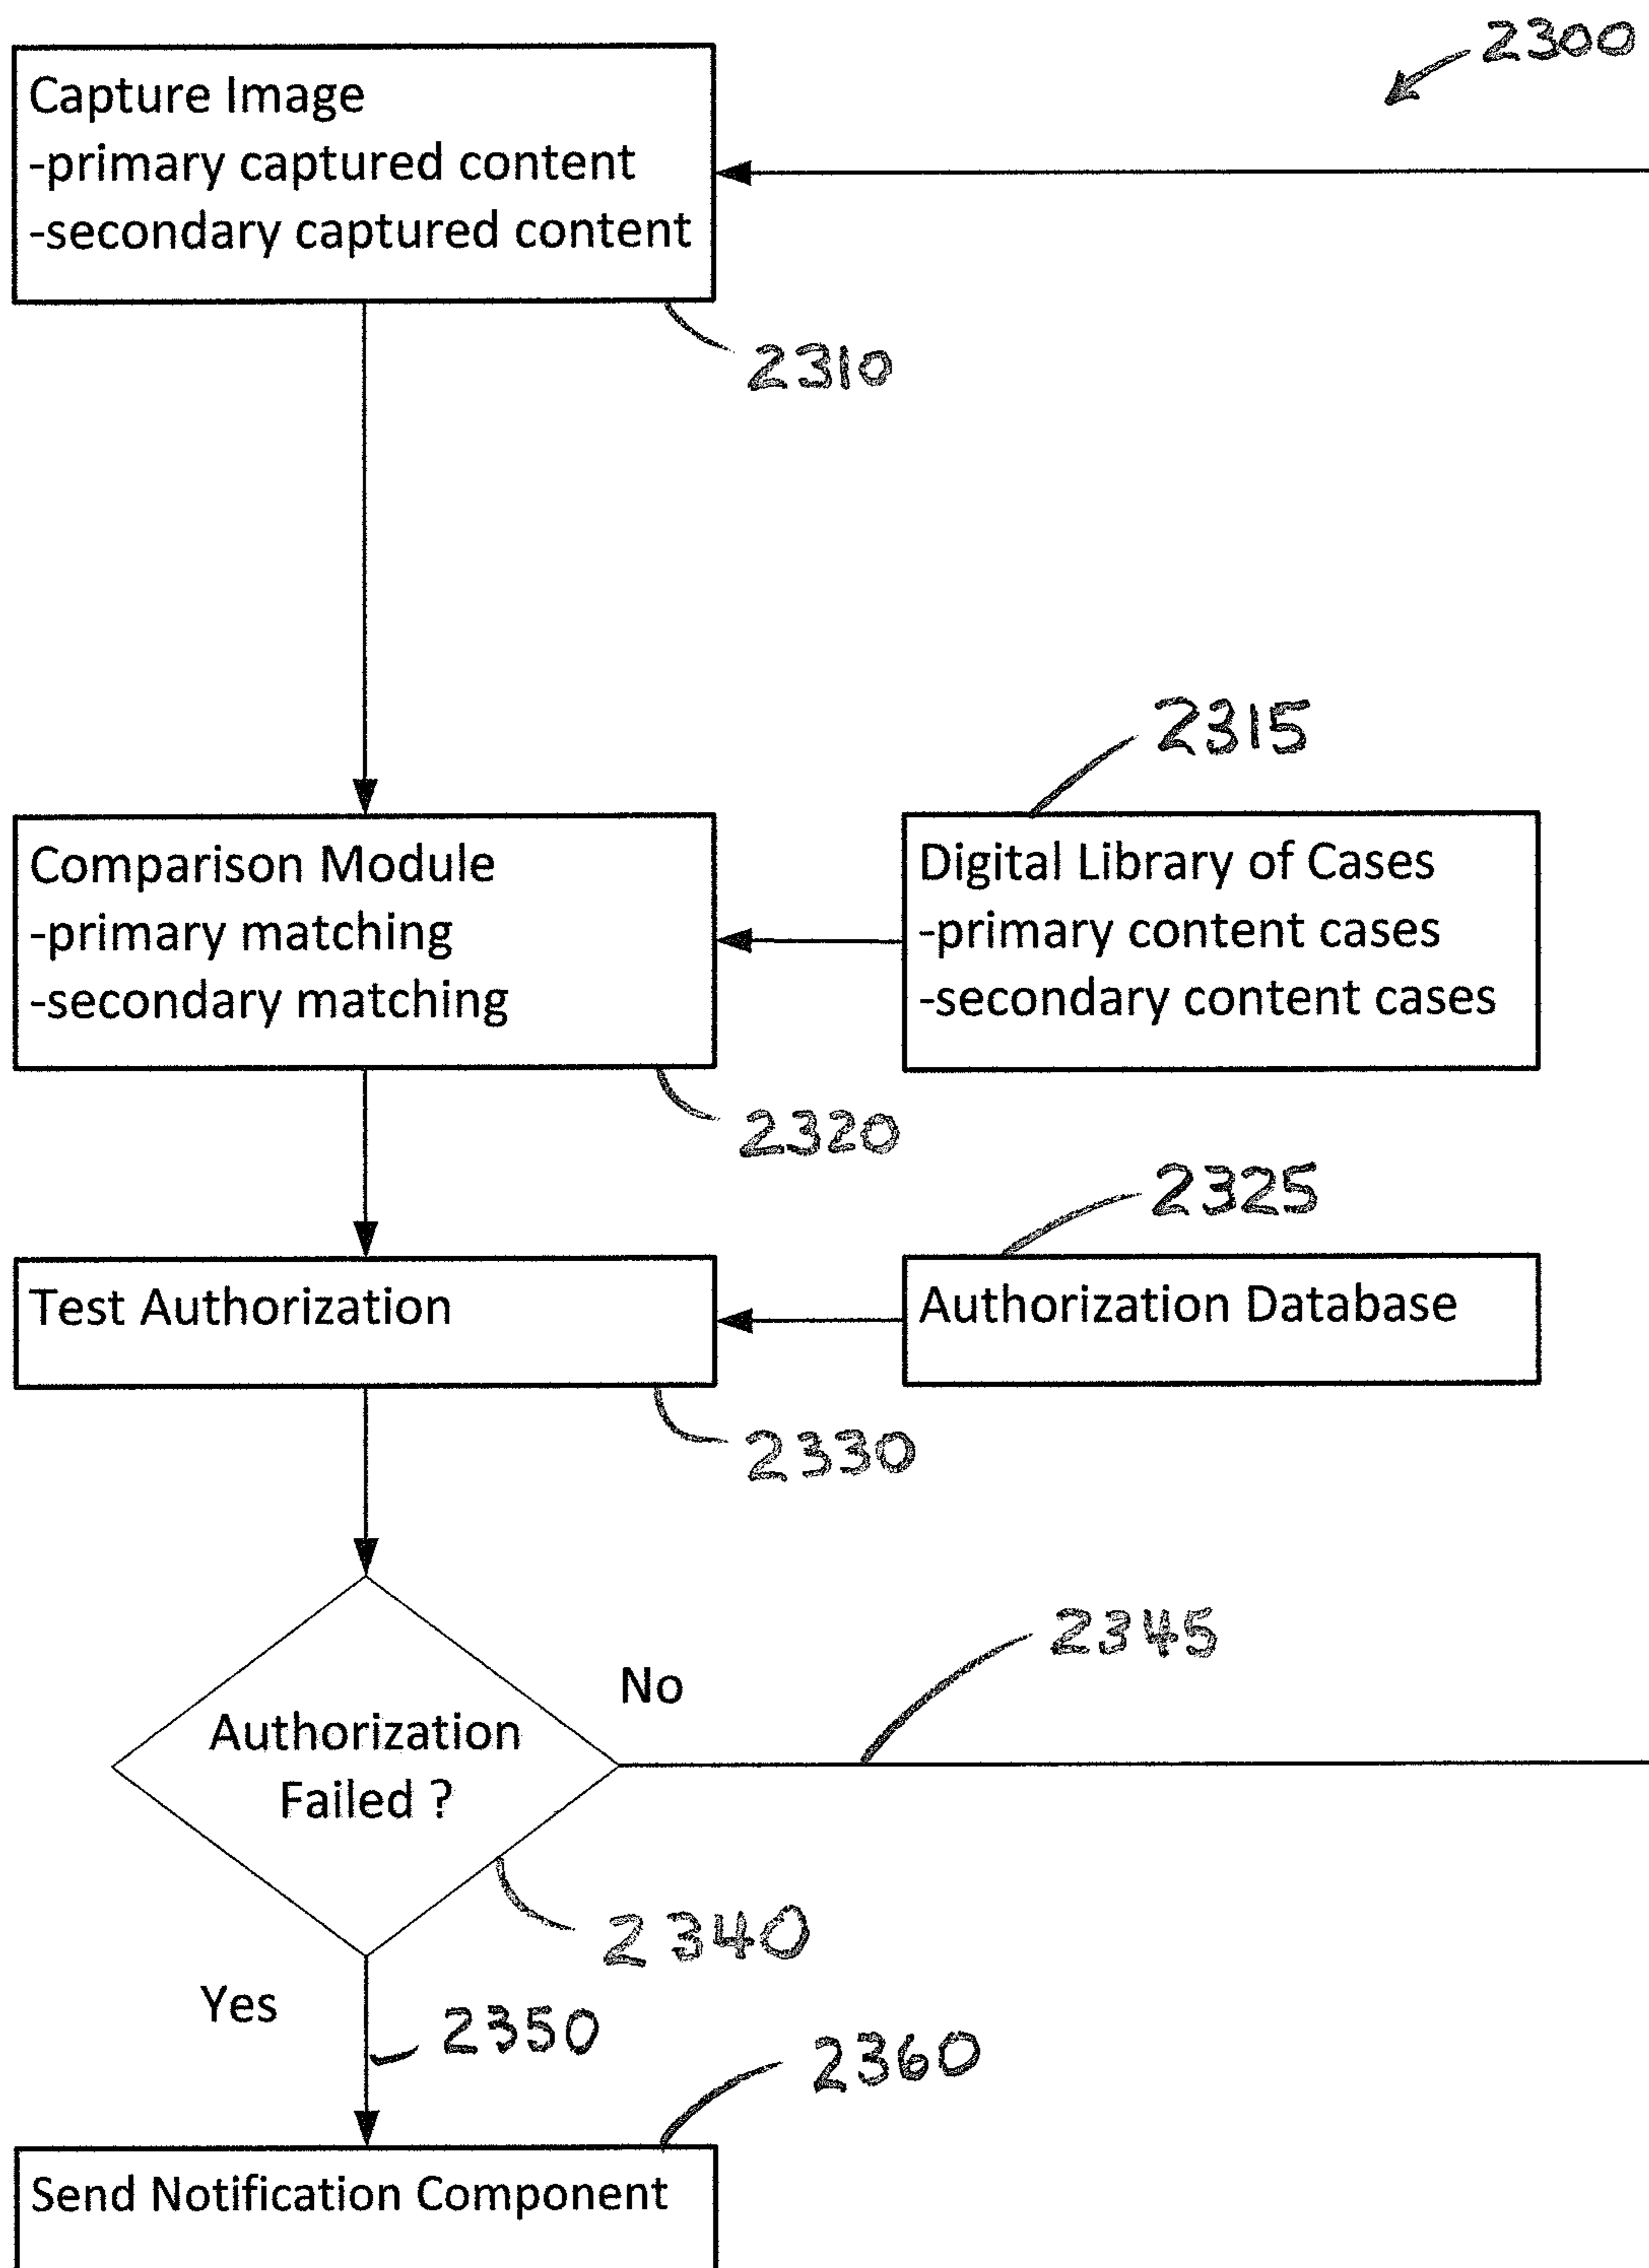 2300
Capture Image
-primary captured content
-secondary captured content
2310
2315
Comparison Module
-primary matching
-secondary matching
Digital Library of Cases
-primary content cases
-secondary content cases
2320
2325
Test Authorization
Authorization Database
2330
2345
No
Authorization
Failed ?
2340
Yes
2350
2360
Send Notification Component